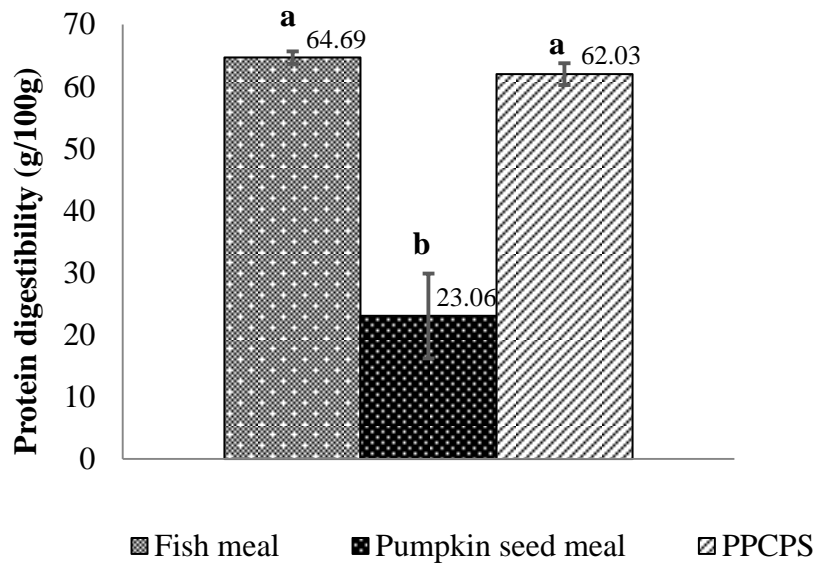 Protein digestibility (g/100g)
70
60
50
40
30
20
10
0
a
64.69
b
23.06
a
62.03
Fish meal
Pumpkin seed meal
PPCPS